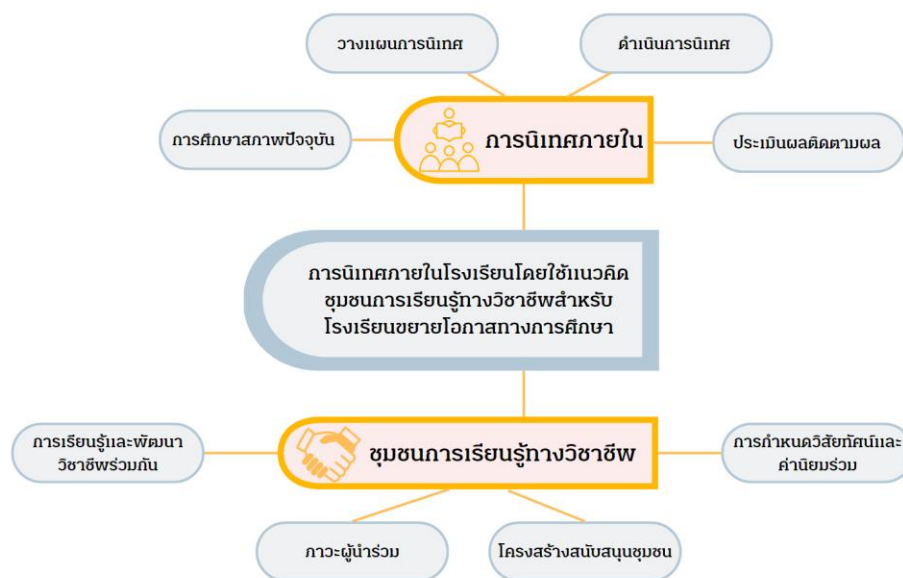 วางแผนการนิเทศ
ดำเนินการนิเทศ
การศึกษาสภาพปัจจุบัน
การนิเทศภายใน
ประเมินผลติดตามผล
การนิเทศภายในโรงเรียนโดยใช้แนวคิด
ชุมชนการเรียนรู้ทางวิชาชีพสำหรับ
โรงเรียนขยายโอกาสทางการศึกษา
การเรียนรู้และพัฒนา
วิชาชีพร่วมกัน
ชุมชนการเรียนรู้ทางวิชาชีพ
การกำหนดวิสัยทัศน์และ
ค่านิยมร่วม
ภาวะผู้นำร่วม
โครงสร้างสนับสนุนชุมชน